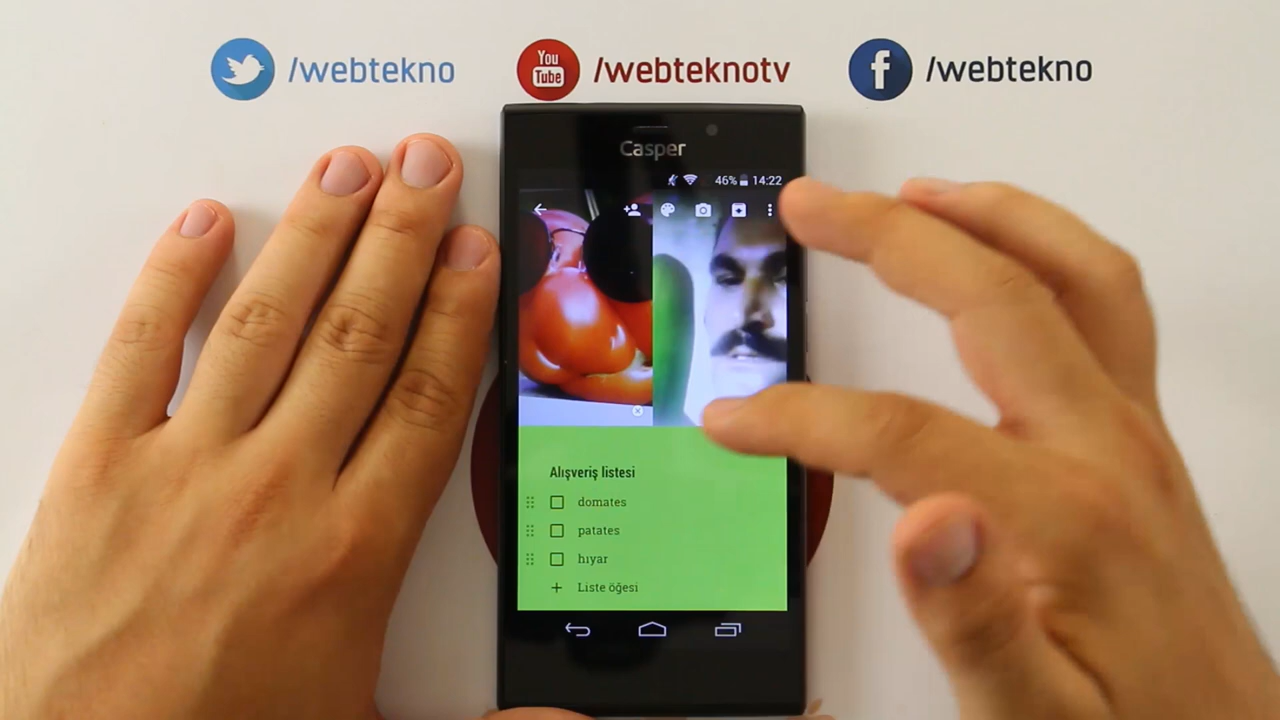 /webtekno
You
Tube
/webteknotv
/webtekno
Casper
46% 14:22
Alışveriş listesi
domates
patates
hıyar
+ Liste öğesi